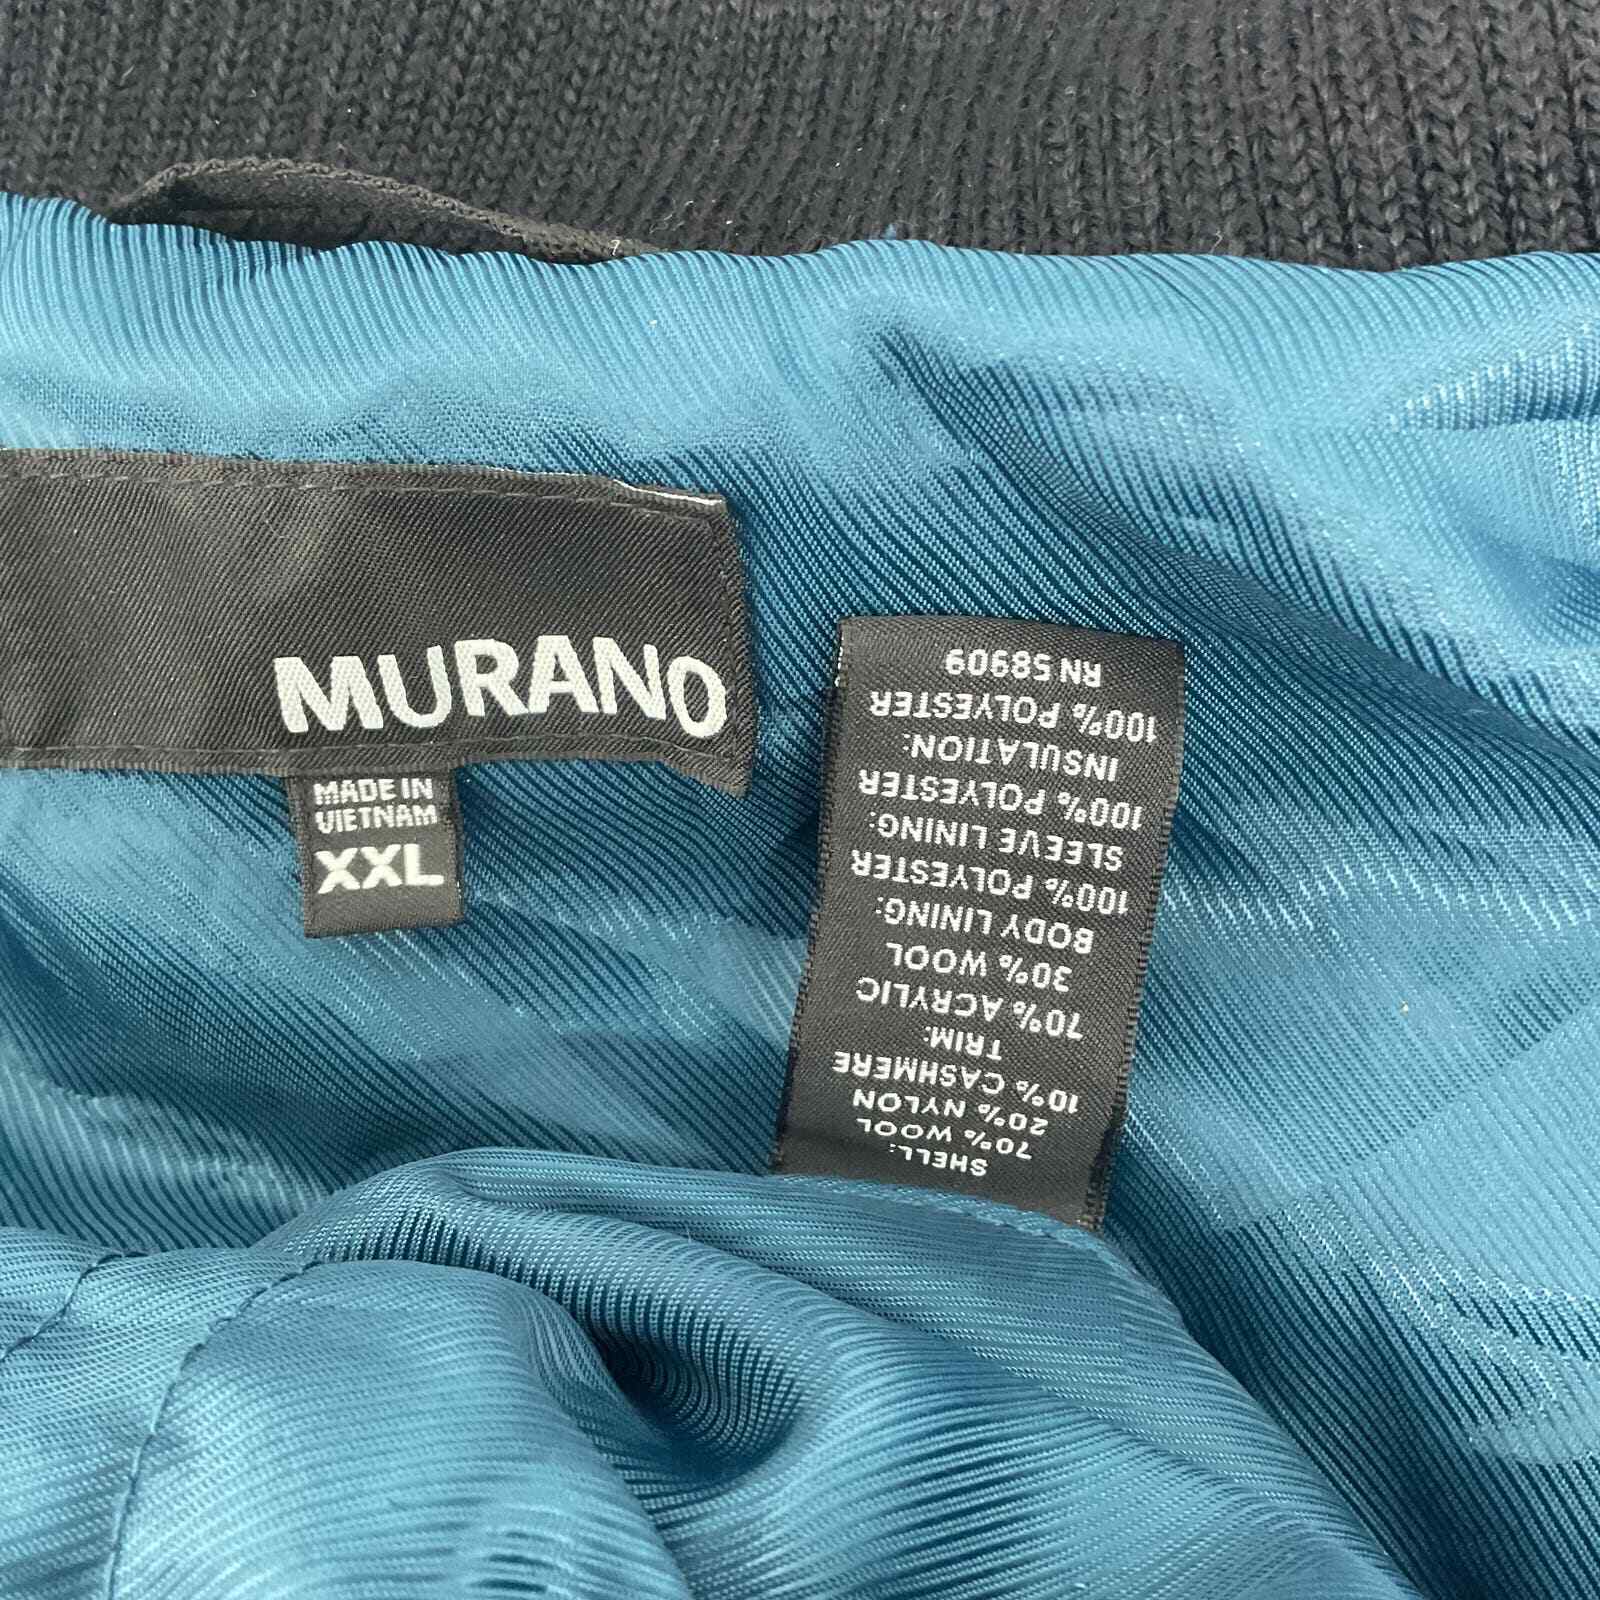 MURANO
MADE IN
VIETNAM
XXL
SHELL:
70% WOOL
20% NYLON
10% CASHMERE
TRIM:
70% ACRYLIC
30% WOOL
BODY LINING:
100% POLYESTER
SLEEVE LINING:
100% POLYESTER
INSULATION:
100% POLYESTER
RN 58909